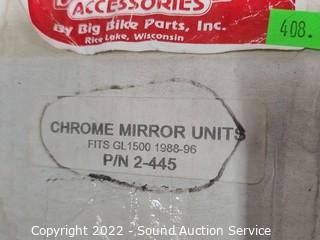 ACCESSORIES
By Big Bike Parts, Inc.
Rice Lake, Wisconsin
408.
CHROME MIRROR UNITS
FITS GL1500 1988-96
P/N 2-445
Copyright 2022 - Sound Auction Service